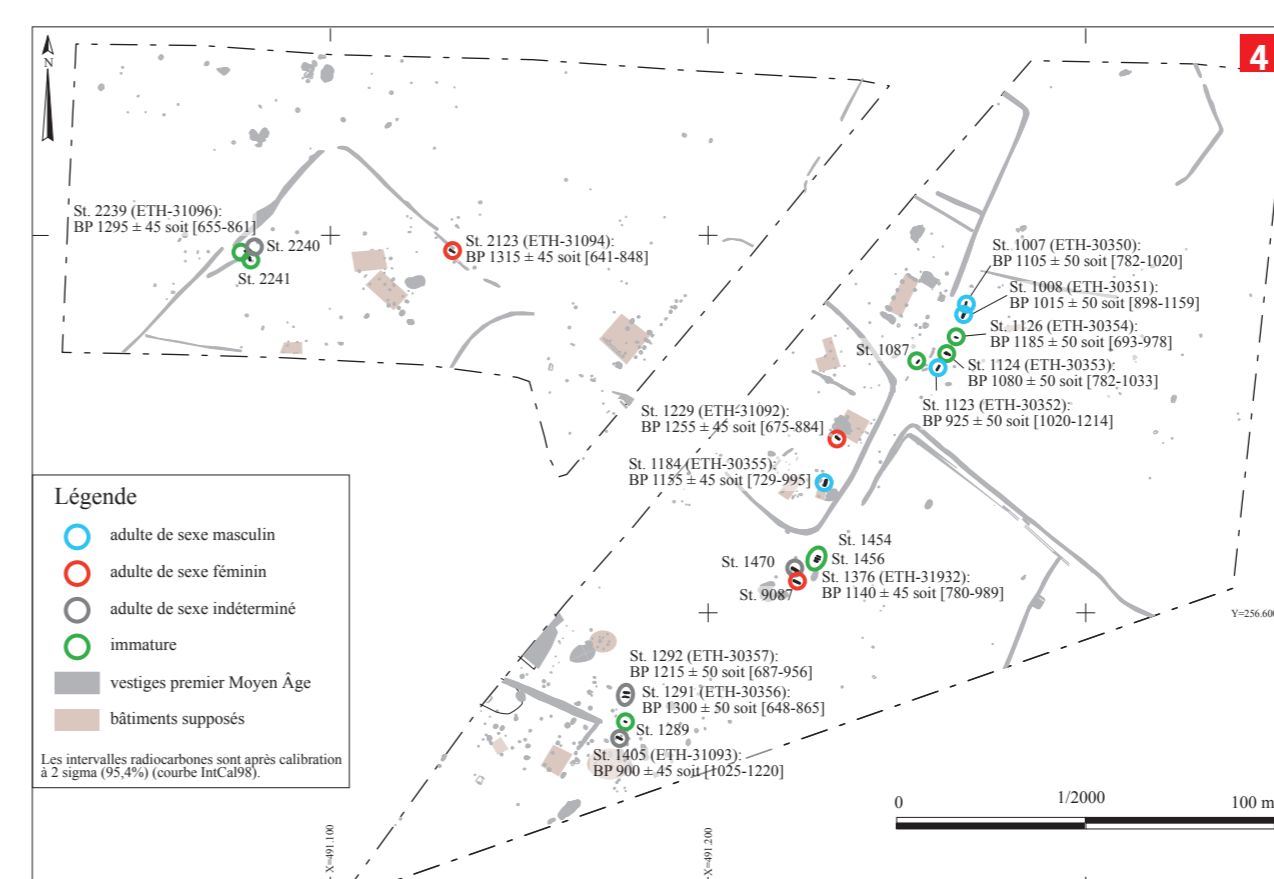 4
N
St. 2239 (ETH-31096):
BP 1295 ± 45 soit [655-861]
St. 2240
St. 2241
St. 2123 (ETH-31094):
BP 1315 ± 45 soit [641-848]
St. 1007 (ETH-30350):
BP 1105 ± 50 soit [782-1020]
St. 1008 (ETH-30351):
BP 1015 ± 50 soit [898-1159]
St. 1126 (ETH-30354):
BP 1185 ± 50 soit [693-978]
St. 1087
St. 1124 (ETH-30353):
BP 1080 ± 50 soit [782-1033]
St. 1123 (ETH-30352):
BP 925 ± 50 soit [1020-1214]
St. 1229 (ETH-31092):
BP 1255 ± 45 soit [675-884]
St. 1184 (ETH-30355):
BP 1155 ± 45 soit [729-995]
St. 1454
St. 1456
St. 1470
St. 1376 (ETH-31932):
BP 1140 ± 45 soit [780-989]
St. 9087
Y=256.600
St. 1292 (ETH-30357):
BP 1215 ± 50 soit [687-956]
St. 1291 (ETH-30356):
BP 1300 ± 50 soit [648-865]
St. 1289
St. 1405 (ETH-31093):
BP 900 ± 45 soit [1025-1220]
Légende
adulte de sexe masculin
adulte de sexe féminin
adulte de sexe indéterminé
immature
vestiges premier Moyen Âge
bâtiments supposés
Les intervalles radiocarbones sont après calibration
à 2 sigma (95,4%) (courbe IntCal98).
X=491.100
X=491.200
0
1/2000
100 m